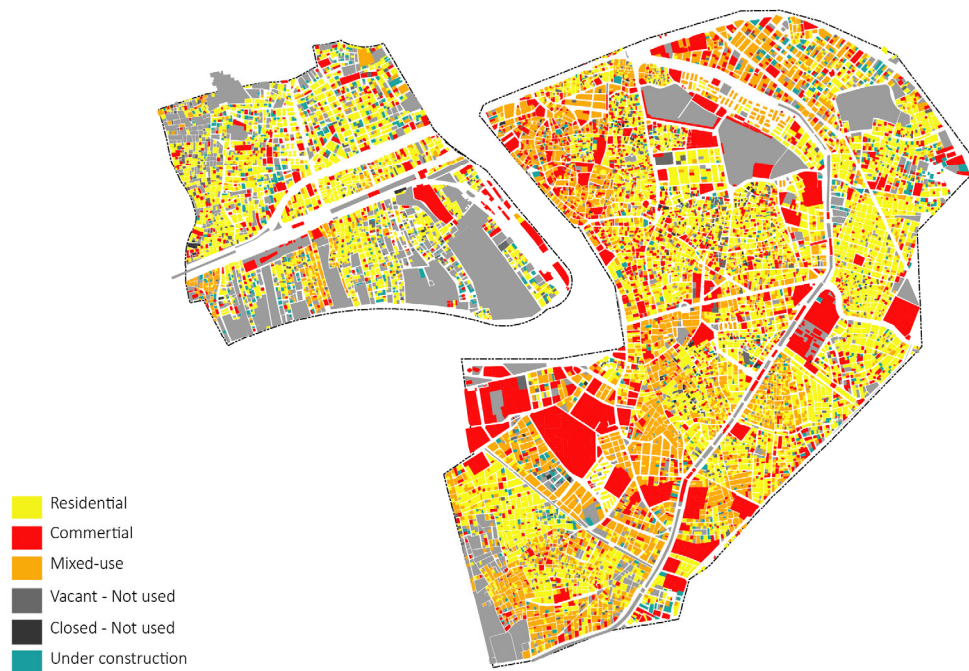 Residential
Commertial
Mixed-use
Vacant - Not used
Closed - Not used
Under construction